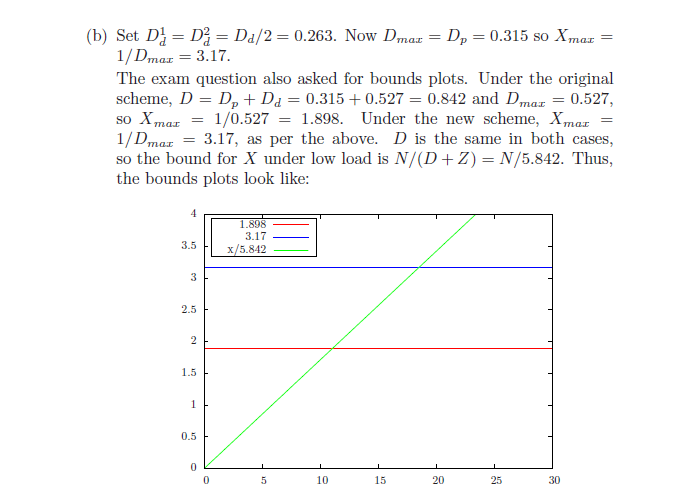 (b) Set D_d^1 = D_d^2 = D_d/2 = 0.263. Now D_max = D_p = 0.315 so X_max =
1/D_max = 3.17.
The exam question also asked for bounds plots. Under the original
scheme, D = D_p + D_d = 0.315 + 0.527 = 0.842 and D_max = 0.527,
so X_max = 1/0.527 = 1.898. Under the new scheme, X_max =
1/D_max = 3.17, as per the above. D is the same in both cases,
so the bound for X under low load is N/(D + Z) = N/5.842. Thus,
the bounds plots look like:
4
1.898
3.17
x/5.842
3.5
3
2.5
2
1.5
1
0.5
0
0 5 10 15 20 25 30